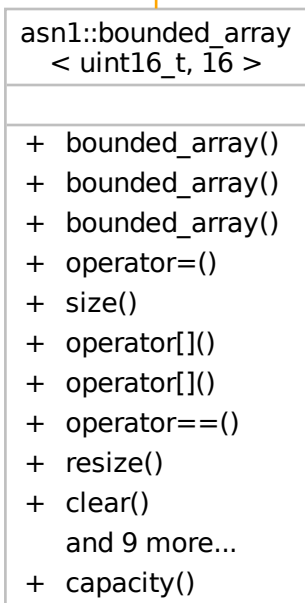 asn1::bounded_array
< uint16_t, 16 >
+ bounded_array()
+ bounded_array()
+ bounded_array()
+ operator=()
+ size()
+ operator[]()
+ operator[]()
+ operator==()
+ resize()
+ clear()
and 9 more...
+ capacity()